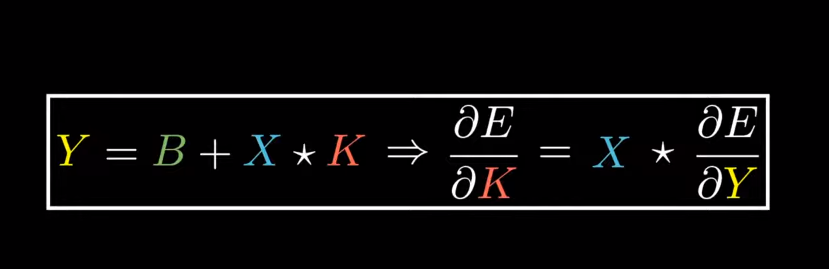 Y = B + X ⋆ K ⇒ ∂E/∂K = X ⋆ ∂E/∂Y